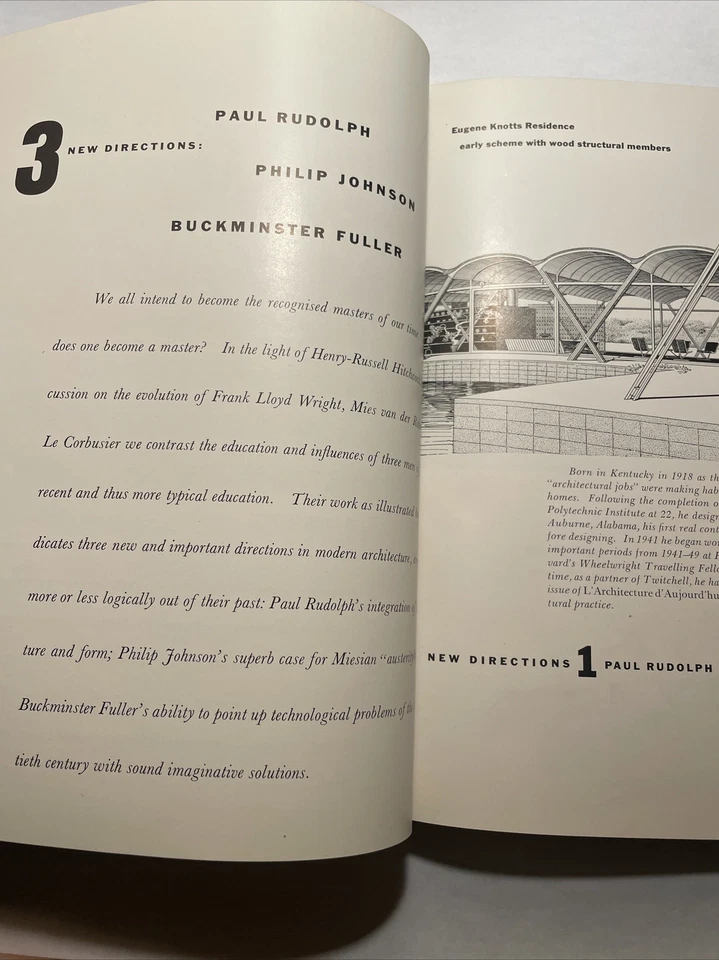 3 NEW DIRECTIONS:
PAUL RUDOLPH
PHILIP JOHNSON
BUCKMINSTER FULLER
We all intend to become the recognised masters of our time
does one become a master? In the light of Henry-Russell
cussion on the evolution of Frank Lloyd Wright, Mies van der
Le Corbusier we contrast the education and influences of three men
recent and thus more typical education. Their work as illustrated
dicates three new and important directions in modern architecture,
more or less logically out of their past: Paul Rudolph's integration
ture and form; Philip Johnson's superb case for Miesian "austerity
Buckminster Fuller's ability to point up technological problems of the
tieth century with sound imaginative solutions.
Eugene Knotts Residence
early scheme with wood structural members
Born in Kentucky in 1918 as th
"architectural jobs" were making hab
homes. Following the completion o
Polytechnic Institute at 22, he design
Auburne, Alabama, his first real cont
fore designing. In 1941 he began wor
important periods from 1941–49 at H
vard's Wheelwright Travelling Fell
time, as a partner of Twitchell, he ha
issue of L'Architecture d'Aujourd'hu
tural practice.
NEW DIRECTIONS 1 PAUL RUDOLPH